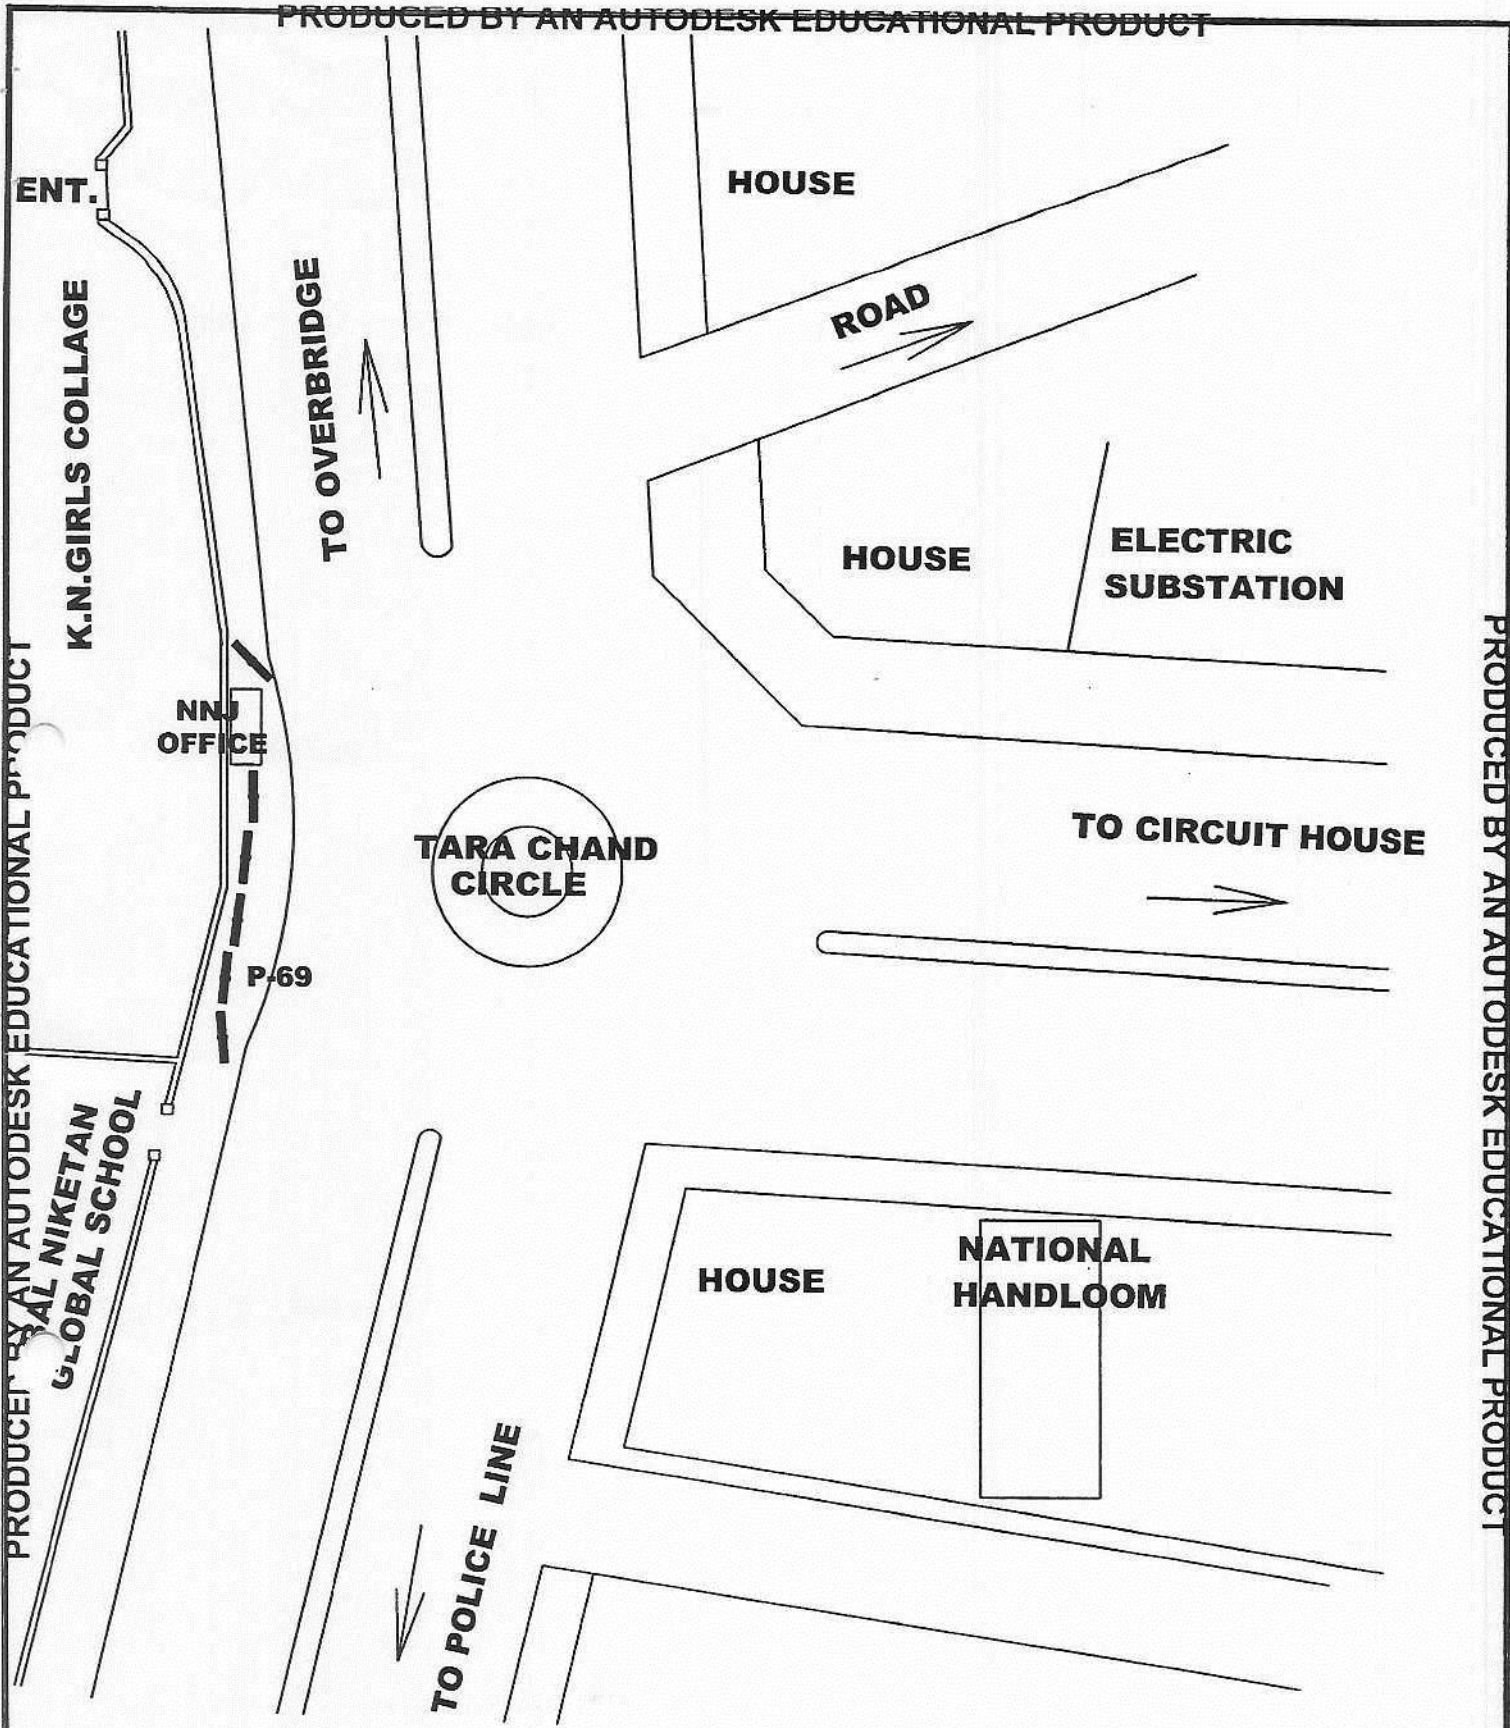 PRODUCED BY AN AUTODESK EDUCATIONAL PRODUCT
HOUSE
ENT.
ROAD
TO OVERBRIDGE
K.N.GIRLS COLLAGE
HOUSE
ELECTRIC
SUBSTATION
NNJ
OFFICE
TARA CHAND
CIRCLE
TO CIRCUIT HOUSE
P-69
BAL NIKETAN
GLOBAL SCHOOL
HOUSE
NATIONAL
HANDLOOM
TO POLICE LINE
PRODUCED BY AN AUTODESK EDUCATIONAL PRODUCT
PRODUCED BY AN AUTODESK EDUCATIONAL PRODUCT